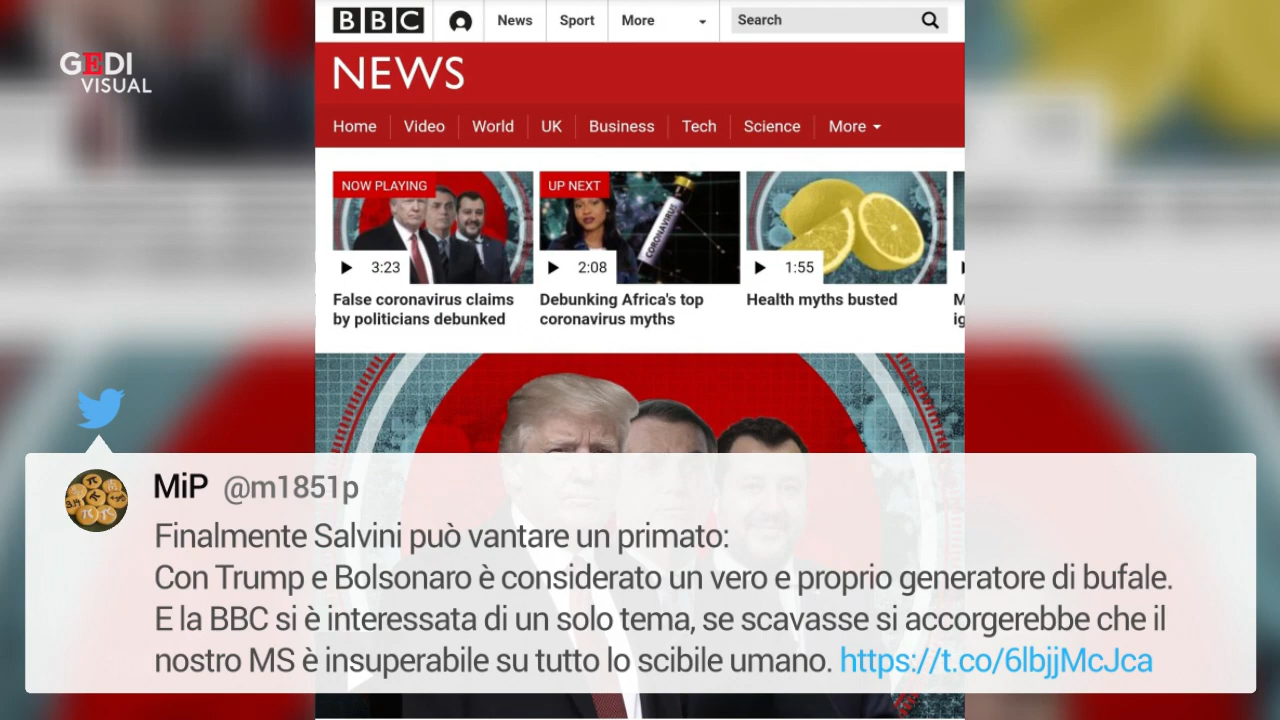 GEDI
VISUAL
BBC
News
Sport
More
Search
NEWS
Home
Video
World
UK
Business
Tech
Science
More
NOW PLAYING
UP NEXT
CORONAVIRUS
3:23
2:08
1:55
False coronavirus claims
by politicians debunked
Debunking Africa's top
coronavirus myths
Health myths busted
M
ig
MiP @m1851p
Finalmente Salvini può vantare un primato:
Con Trump e Bolsonaro è considerato un vero e proprio generatore di bufale.
E la BBC si è interessata di un solo tema, se scavasse si accorgerebbe che il
nostro MS è insuperabile su tutto lo scibile umano. https://t.co/6lbjjMcJca